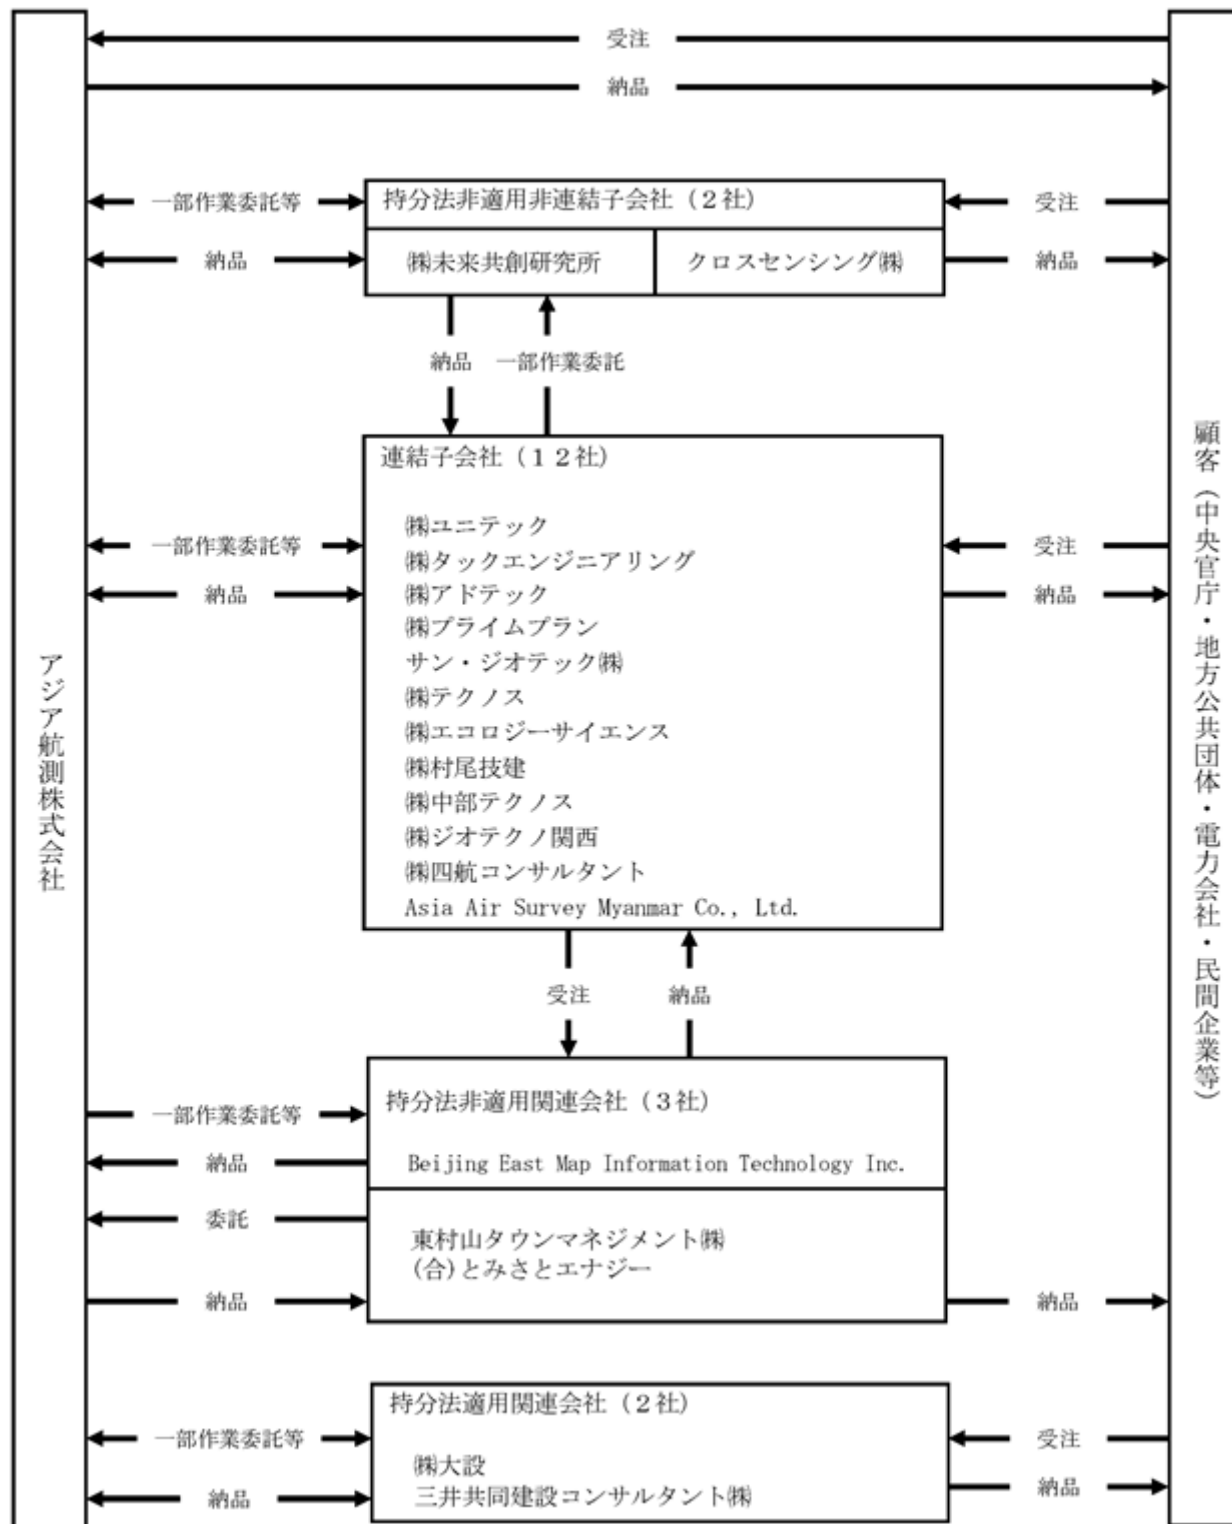 受注
納品
一部作業委託等
持分法非適用非連結子会社（２社）
受注
納品
㈱未来共創研究所
クロスセンシング㈱
納品
納品
一部作業委託
連結子会社（１２社）
㈱ユニテック
一部作業委託等
受注
㈱タックエンジニアリング
納品
㈱アドテック
納品
㈱プライムプラン
サン・ジオテック㈱
㈱テクノス
㈱エコロジーサイエンス
㈱村尾技建
㈱中部テクノス
㈱ジオテクノ関西
㈱四航コンサルタント
Asia Air Survey Myanmar Co., Ltd.
アジア航測株式会社
顧客（中央官庁・地方公共団体・電力会社・民間企業等）
受注
納品
一部作業委託等
持分法非適用関連会社（３社）
納品
Beijing East Map Information Technology Inc.
委託
東村山タウンマネジメント㈱
(合)とみさとエナジー
納品
納品
持分法適用関連会社（２社）
一部作業委託等
受注
㈱大設
納品
三井共同建設コンサルタント㈱
納品